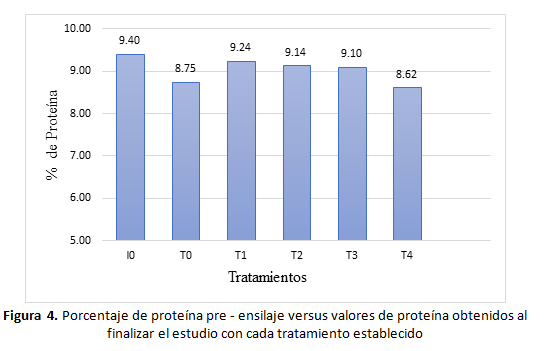 10.00
9.00
8.00
7.00
6.00
5.00
% de Proteína
9.40
8.75
9.24
9.14
9.10
8.62
I0
T0
T1
T2
T3
T4
Tratamientos
Figura 4. Porcentaje de proteína pre - ensilaje versus valores de proteína obtenidos al
finalizar el estudio con cada tratamiento establecido